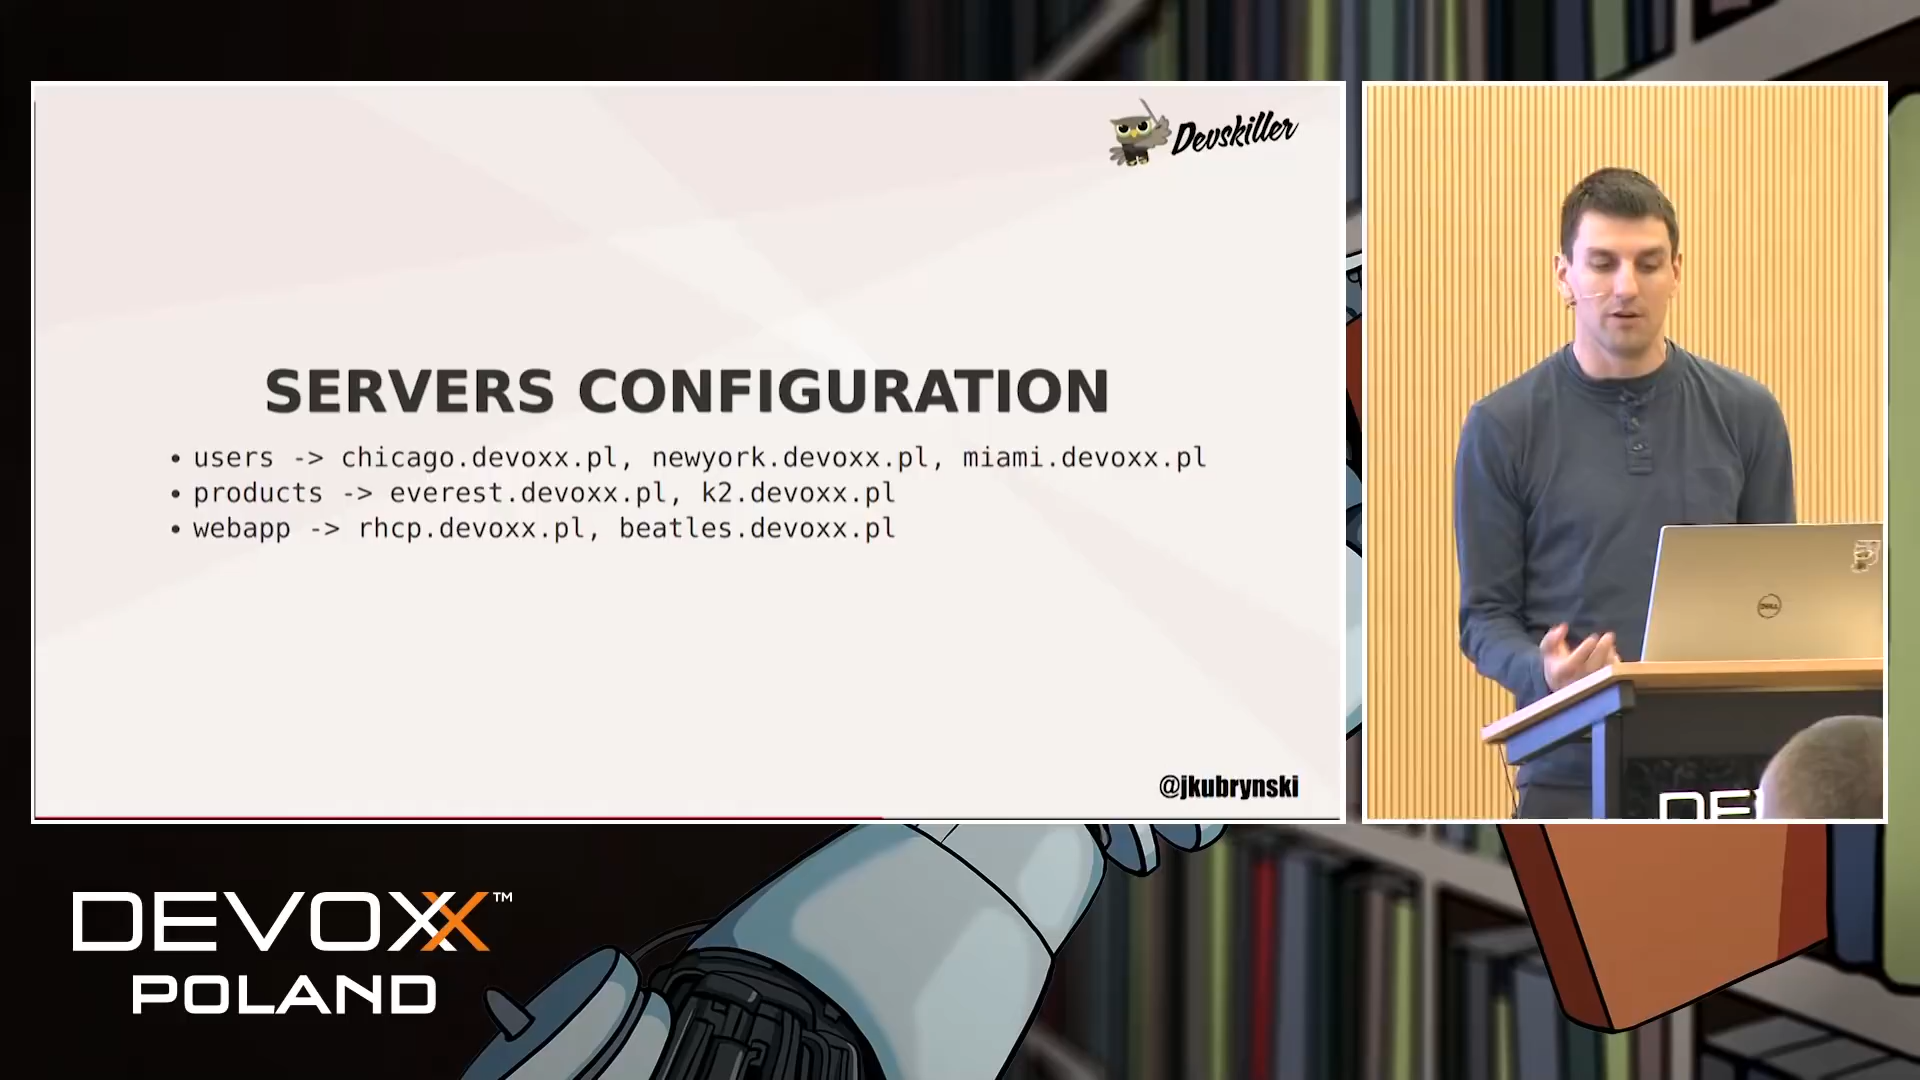 Devskiller
SERVERS CONFIGURATION
• users -> chicago.devoxx.pl, newyork.devoxx.pl, miami.devoxx.pl
• products -> everest.devoxx.pl, k2.devoxx.pl
• webapp -> rhcp.devoxx.pl, beatles.devoxx.pl
@jkubrynski
DELL
DEVOXX™
POLAND